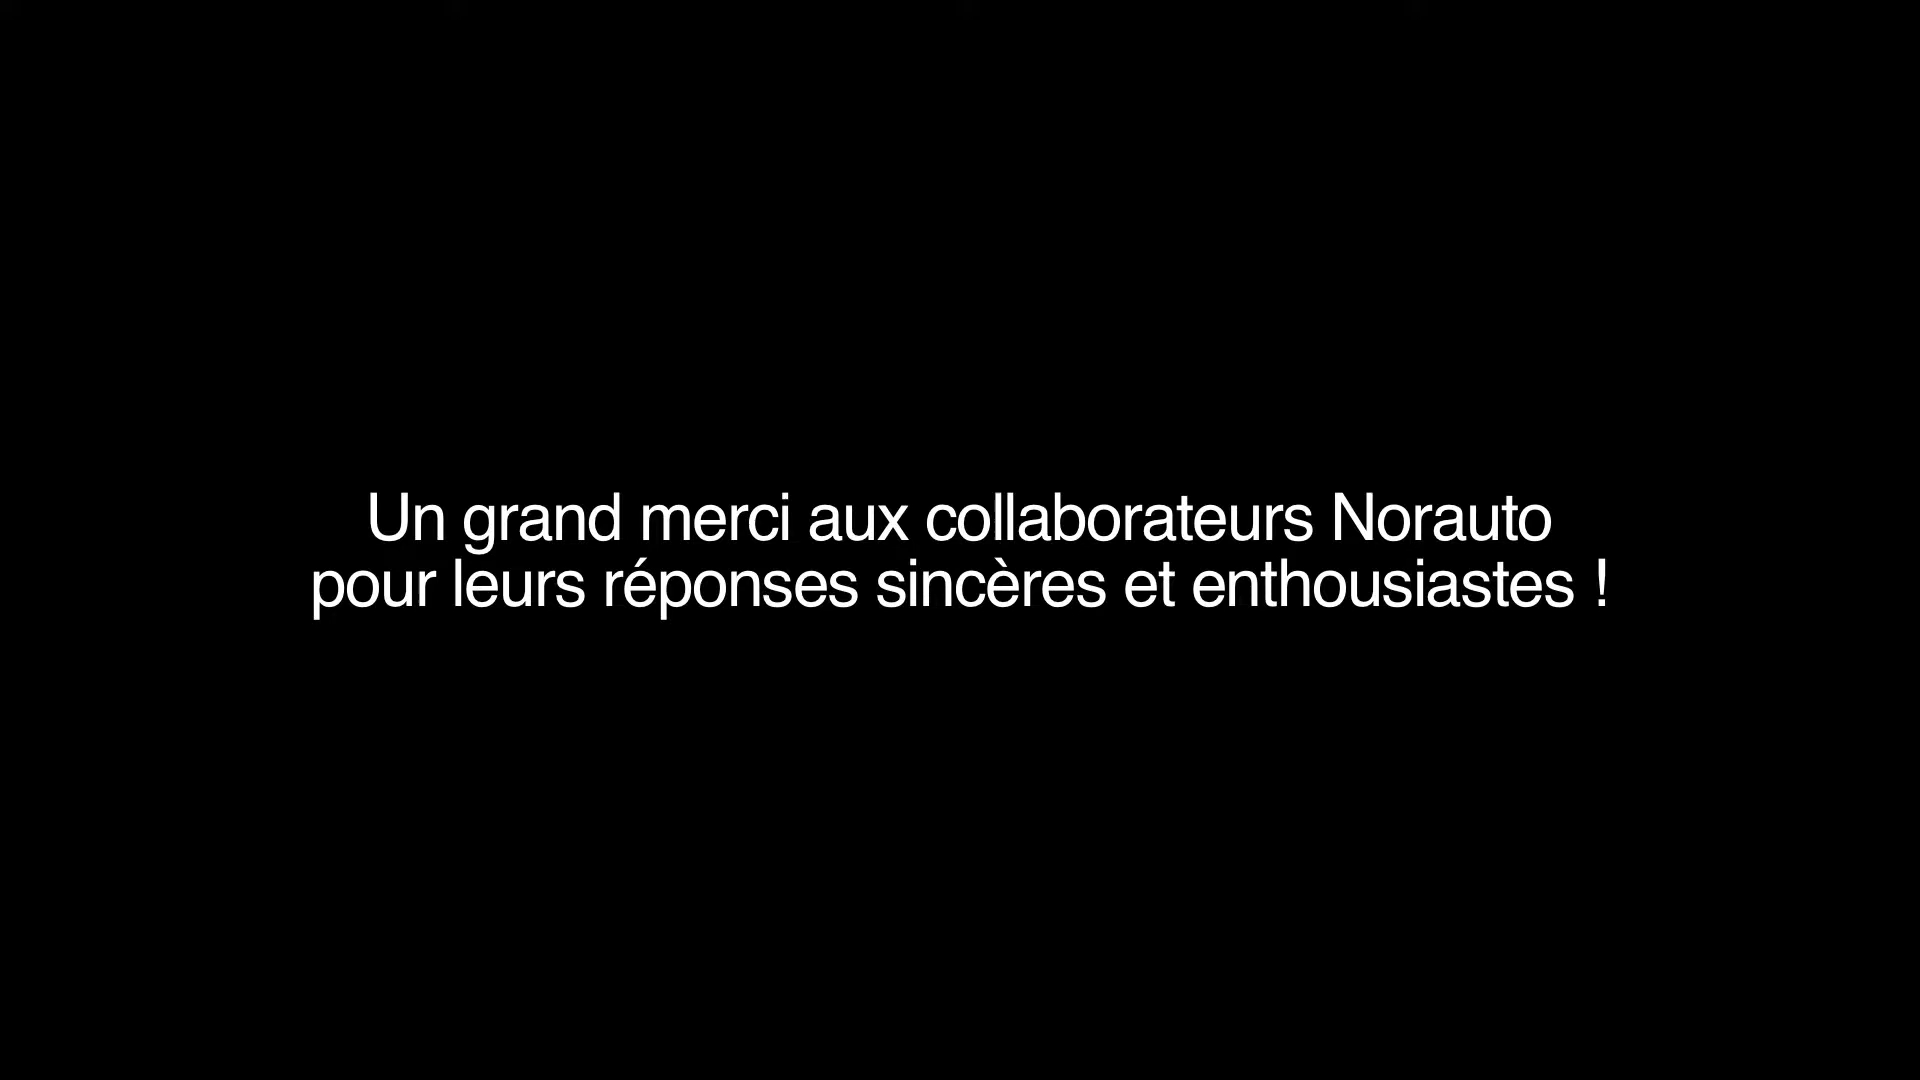 Un grand merci aux collaborateurs Norauto
pour leurs réponses sincères et enthousiastes !